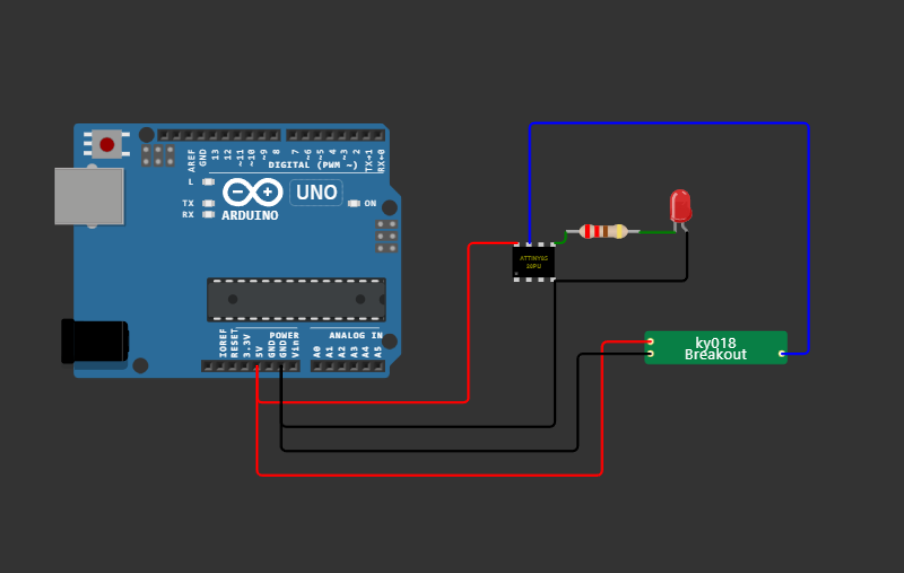 AREF
GND
13
12
~11
~10
~9
8
7
~6
~5
4
~3
2
TX→1
RX←0
DIGITAL (PWM ~)
L
TX
RX
UNO
ON
ARDUINO
ATTINY85
20PU
IOREF
RESET
3.3V
5V
GND
GND
Vin
POWER
ANALOG IN
A0
A1
A2
A3
A4
A5
ky018
Breakout